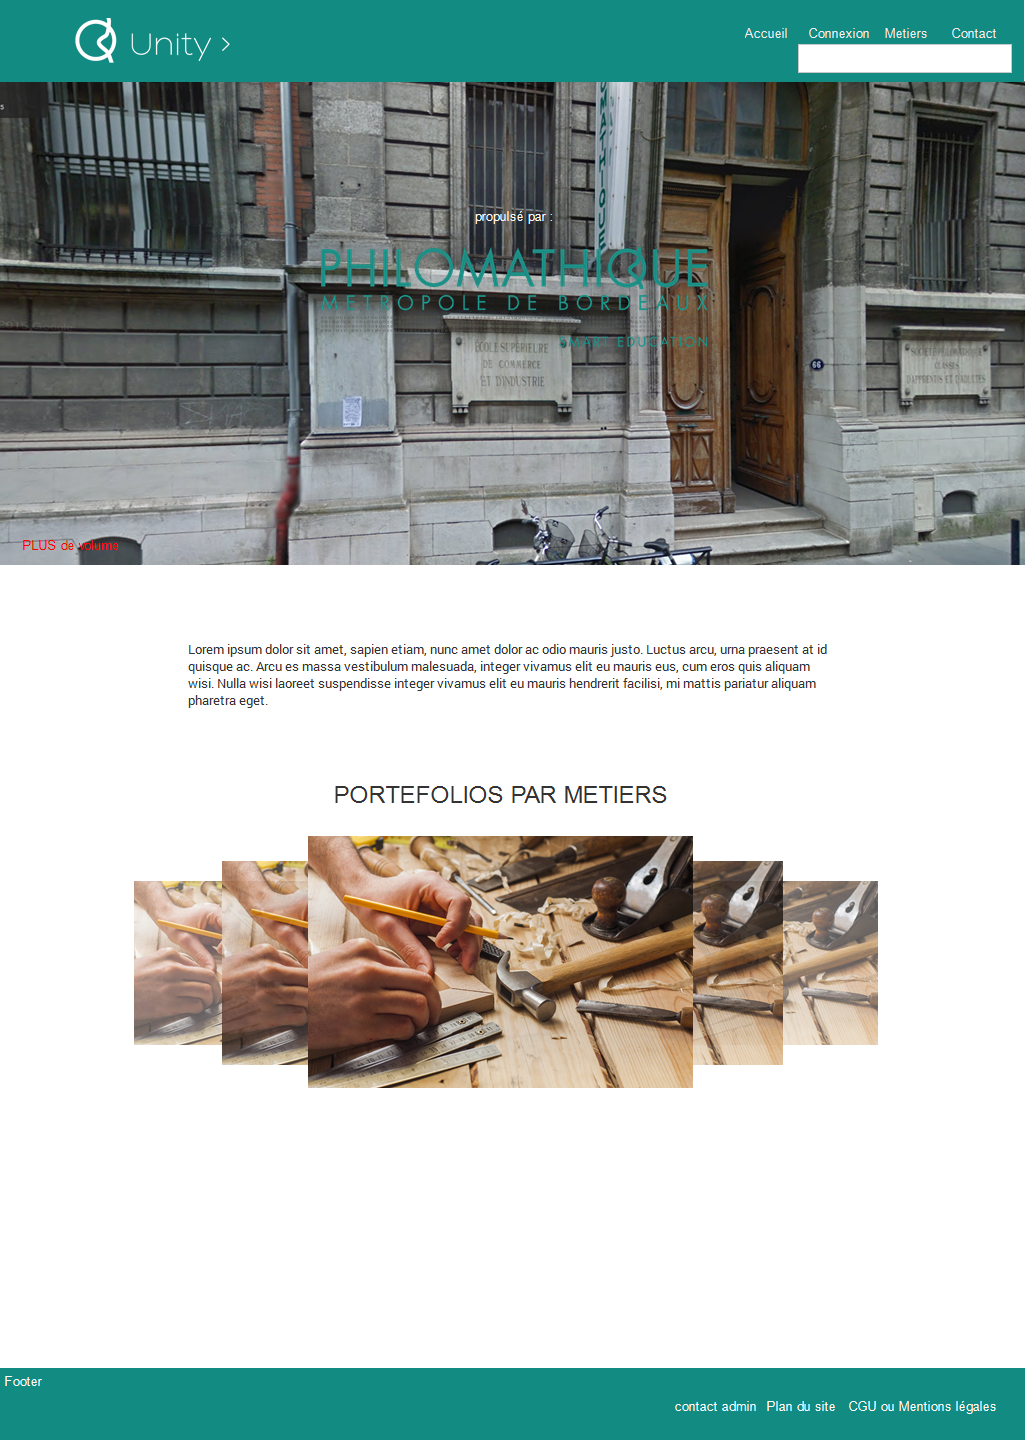 Unity >
Accueil Connexion Metiers Contact
s
propulsé par :
PHILOMATHIQUE
METROPOLE DE BORDEAUX
SMART EDUCATION
ECOLE SUPERIEURE
DE COMMERCE
ET D'INDUSTRIE
66
SOCIETE PHILOMATHIQUE
CLASSES
D'APPRENTIS ET D'ADULTES
PLUS de volume
Lorem ipsum dolor sit amet, sapien etiam, nunc amet dolor ac odio mauris justo. Luctus arcu, urna praesent at id
quisque ac. Arcu es massa vestibulum malesuada, integer vivamus elit eu mauris eus, cum eros quis aliquam
wisi. Nulla wisi laoreet suspendisse integer vivamus elit eu mauris hendrerit facilisi, mi mattis pariatur aliquam
pharetra eget.
PORTEFOLIOS PAR METIERS
Footer
contact admin Plan du site CGU ou Mentions légales